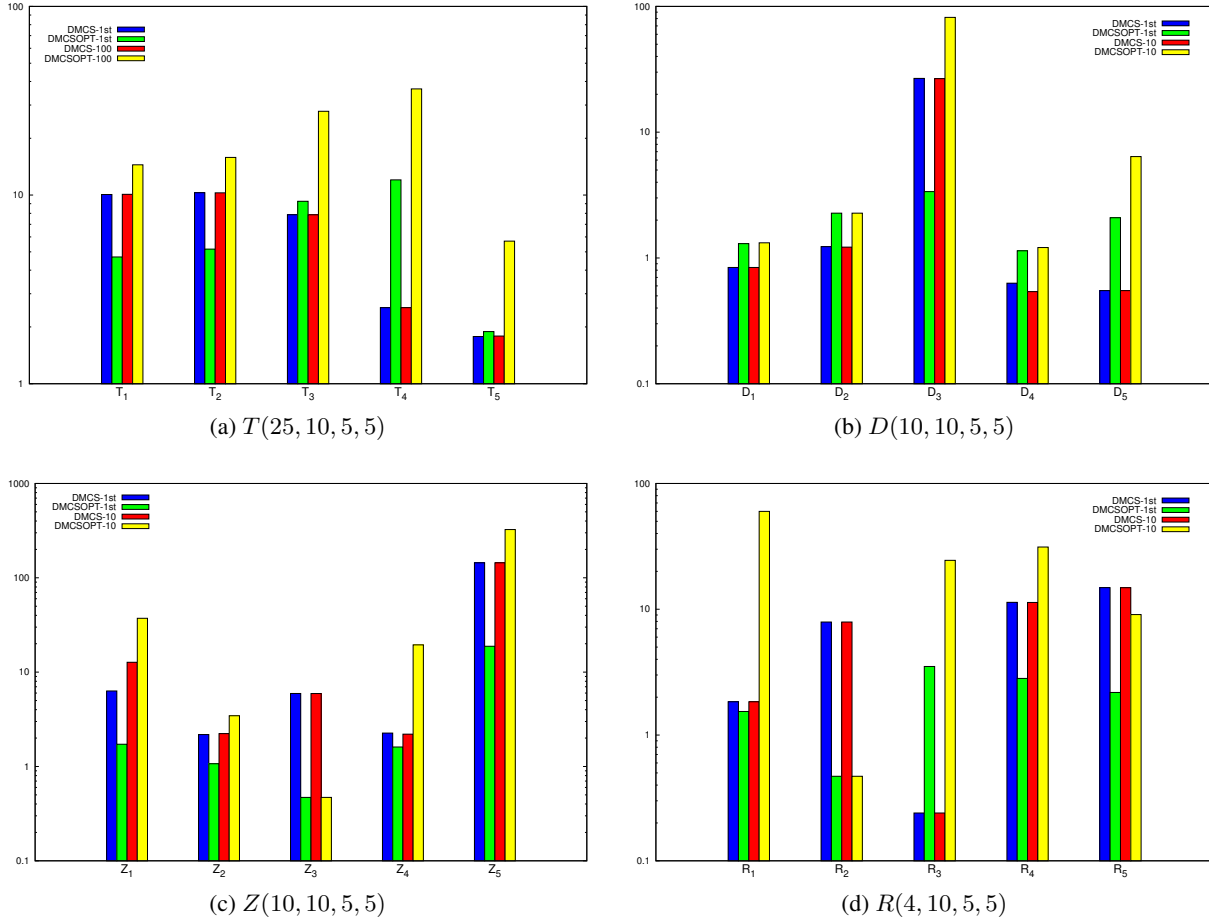 100
10
1
DMCS-1st
DMCSOPT-1st
DMCS-100
DMCSOPT-100
T1 T2 T3 T4 T5
(a) T(25, 10, 5, 5)
100
10
1
0.1
DMCS-1st
DMCSOPT-1st
DMCS-10
DMCSOPT-10
D1 D2 D3 D4 D5
(b) D(10, 10, 5, 5)
1000
100
10
1
0.1
DMCS-1st
DMCSOPT-1st
DMCS-10
DMCSOPT-10
Z1 Z2 Z3 Z4 Z5
(c) Z(10, 10, 5, 5)
100
10
1
0.1
DMCS-1st
DMCSOPT-1st
DMCS-10
DMCSOPT-10
R1 R2 R3 R4 R5
(d) R(4, 10, 5, 5)